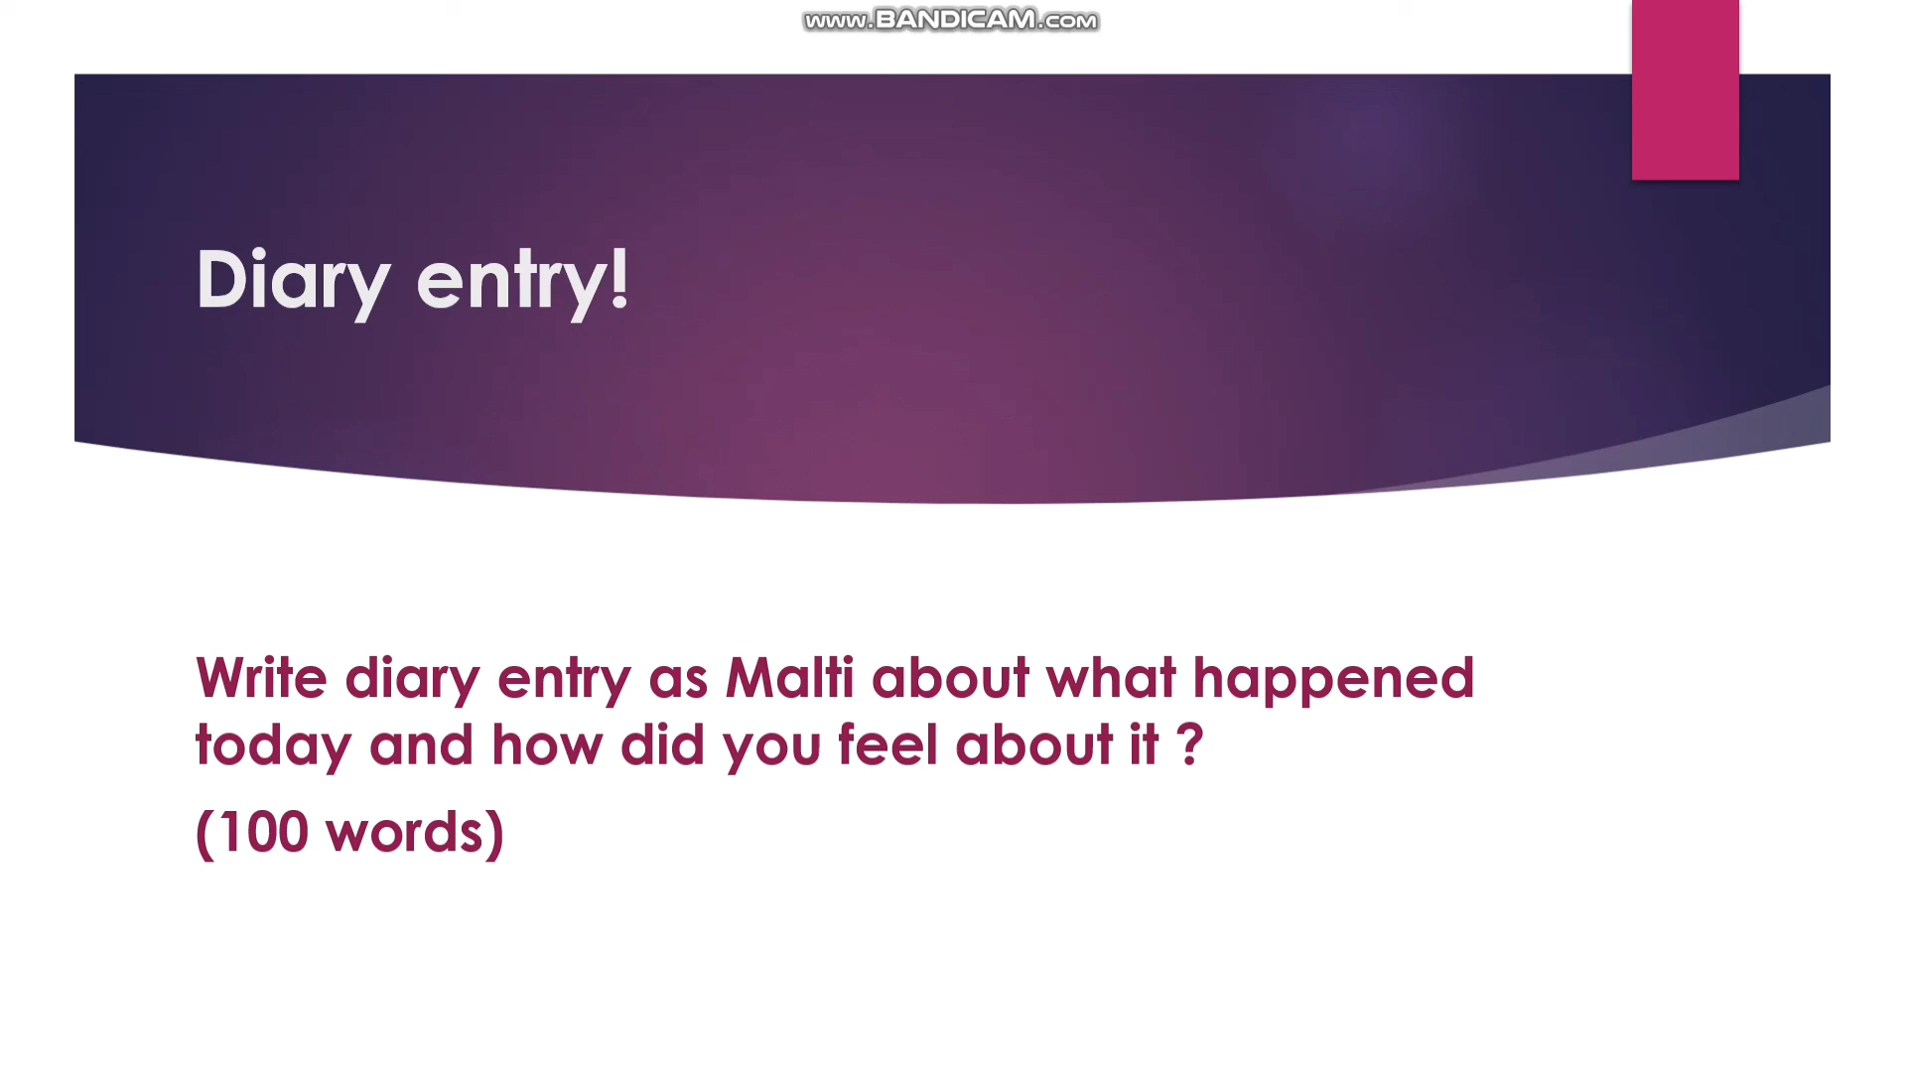 www.BANDICAM.com
Diary entry!
Write diary entry as Malti about what happened
today and how did you feel about it ?
(100 words)